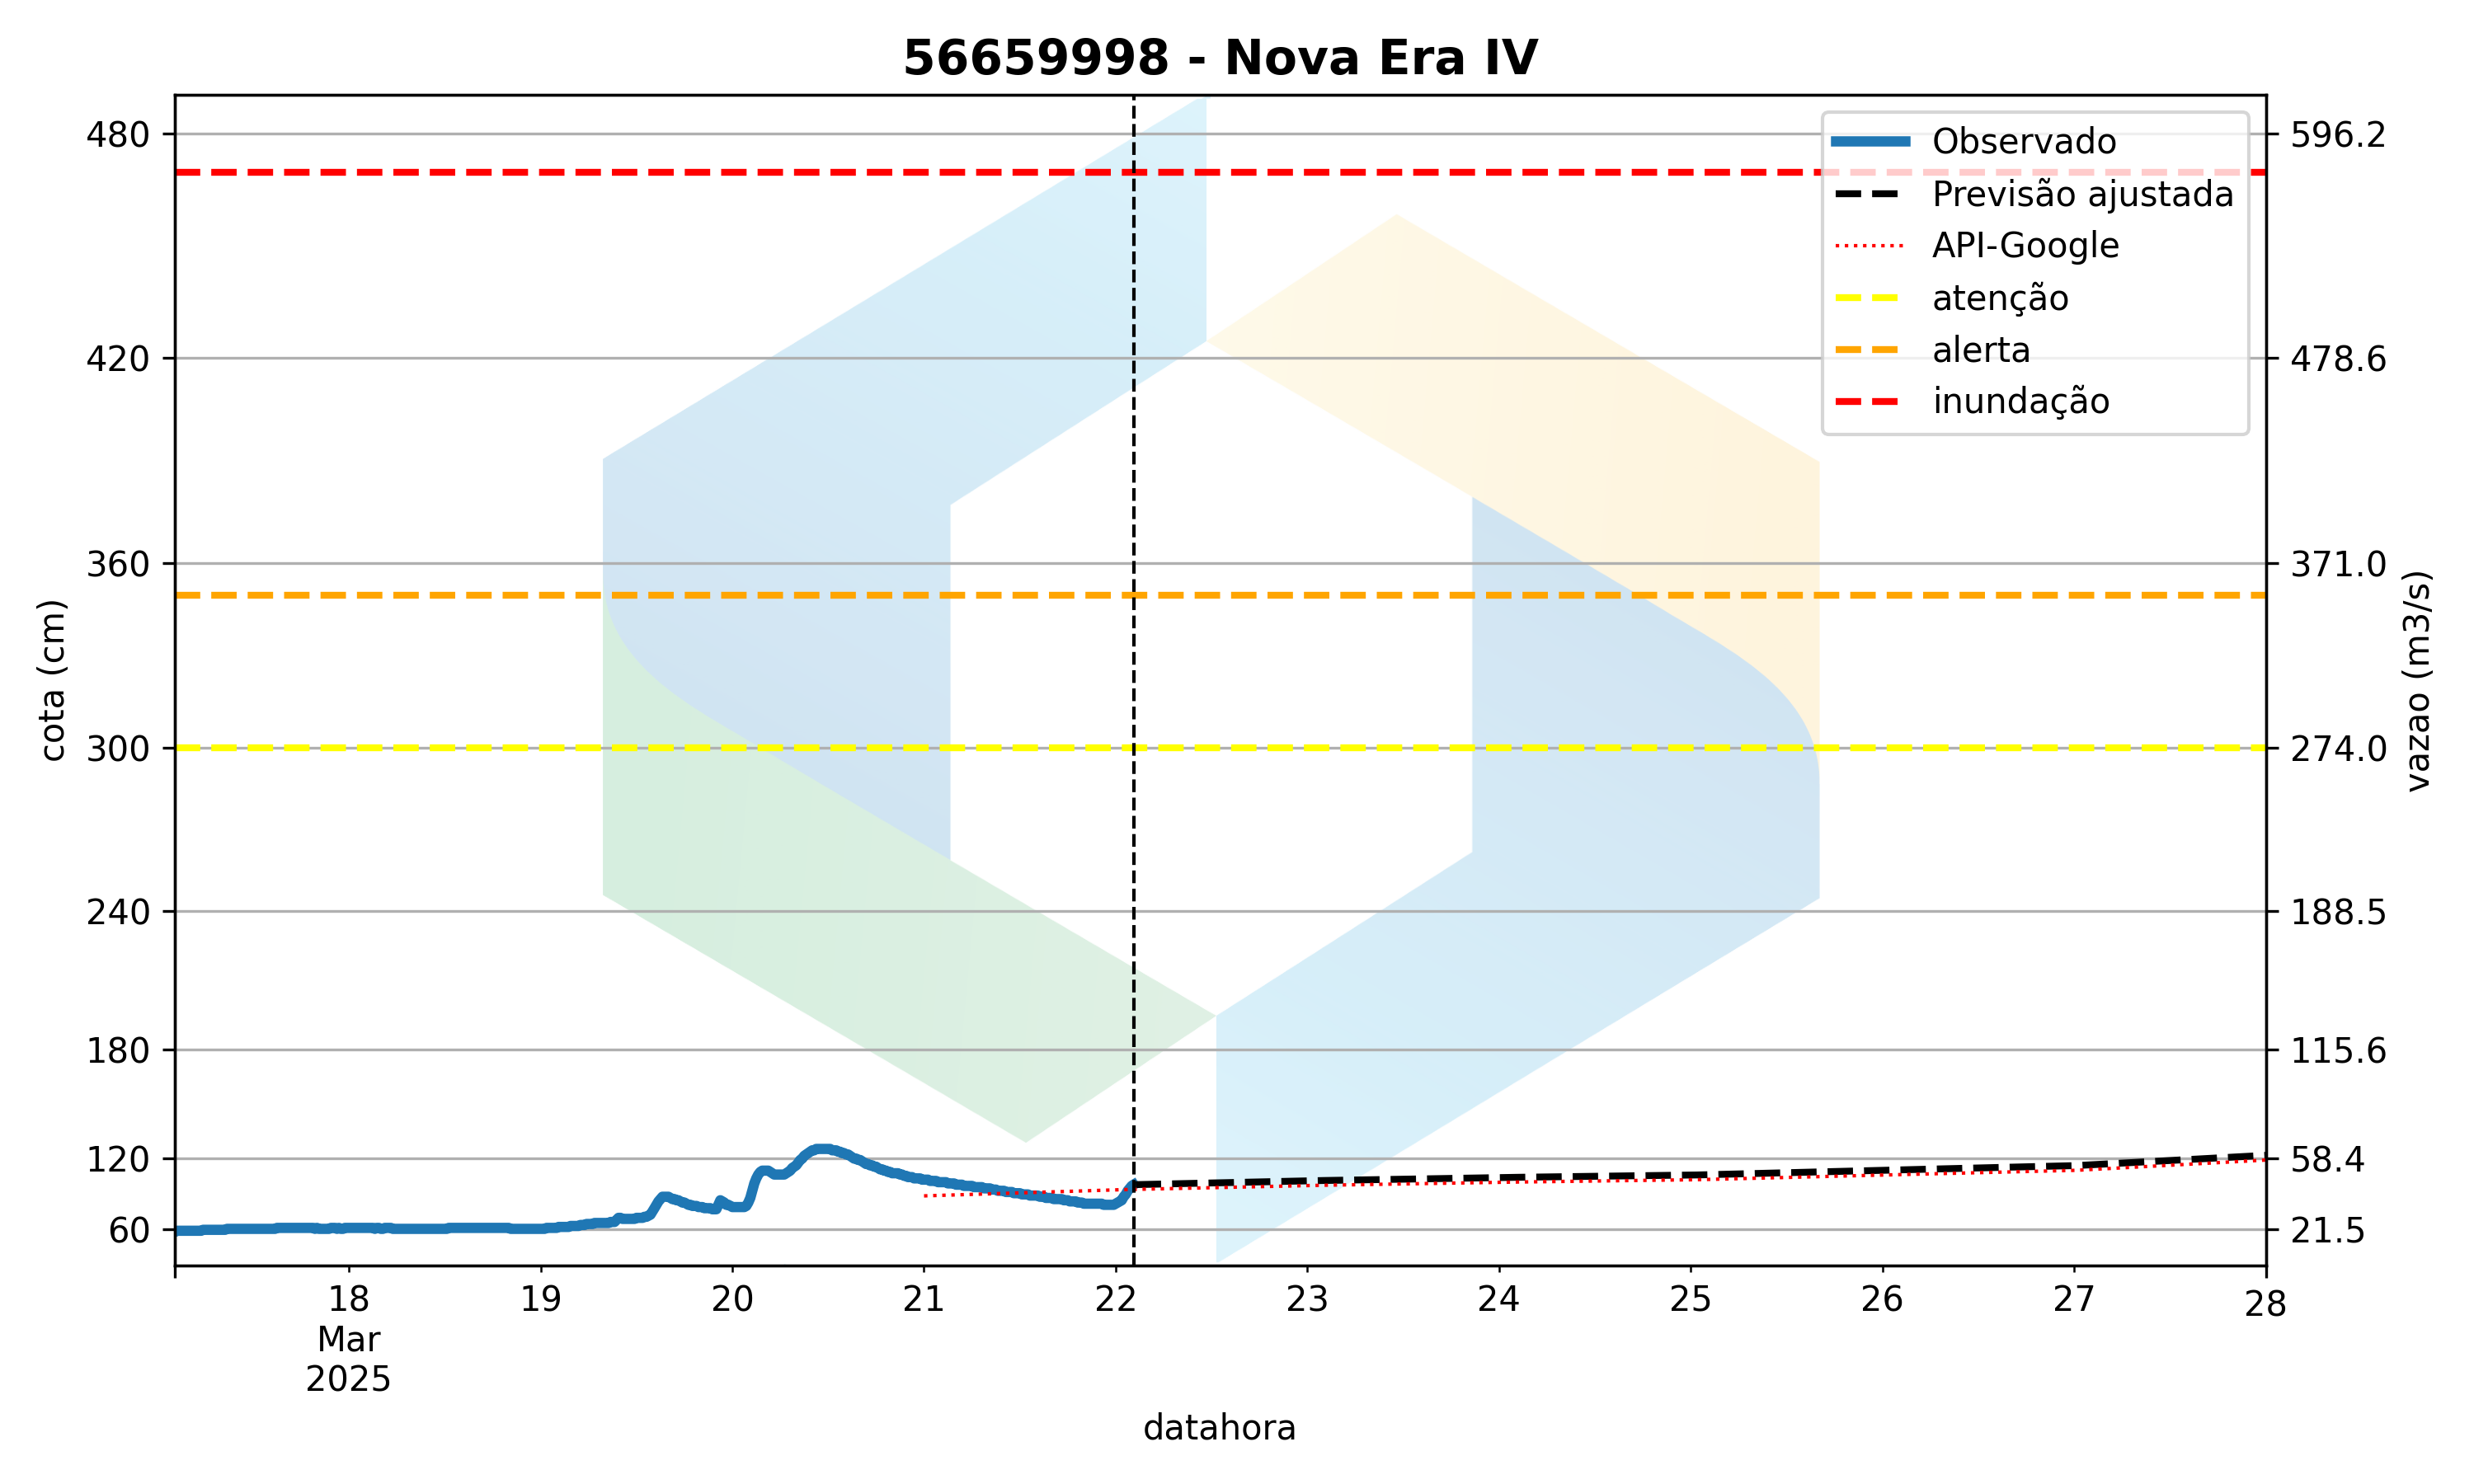 56659998 - Nova Era IV
480
420
360
300
240
180
120
60
cota (cm)
596.2
478.6
371.0
274.0
188.5
115.6
58.4
21.5
vazao (m3/s)
Observado
Previsão ajustada
API-Google
atenção
alerta
inundação
18 19 20 21 22 23 24 25 26 27 28
Mar
2025
datahora